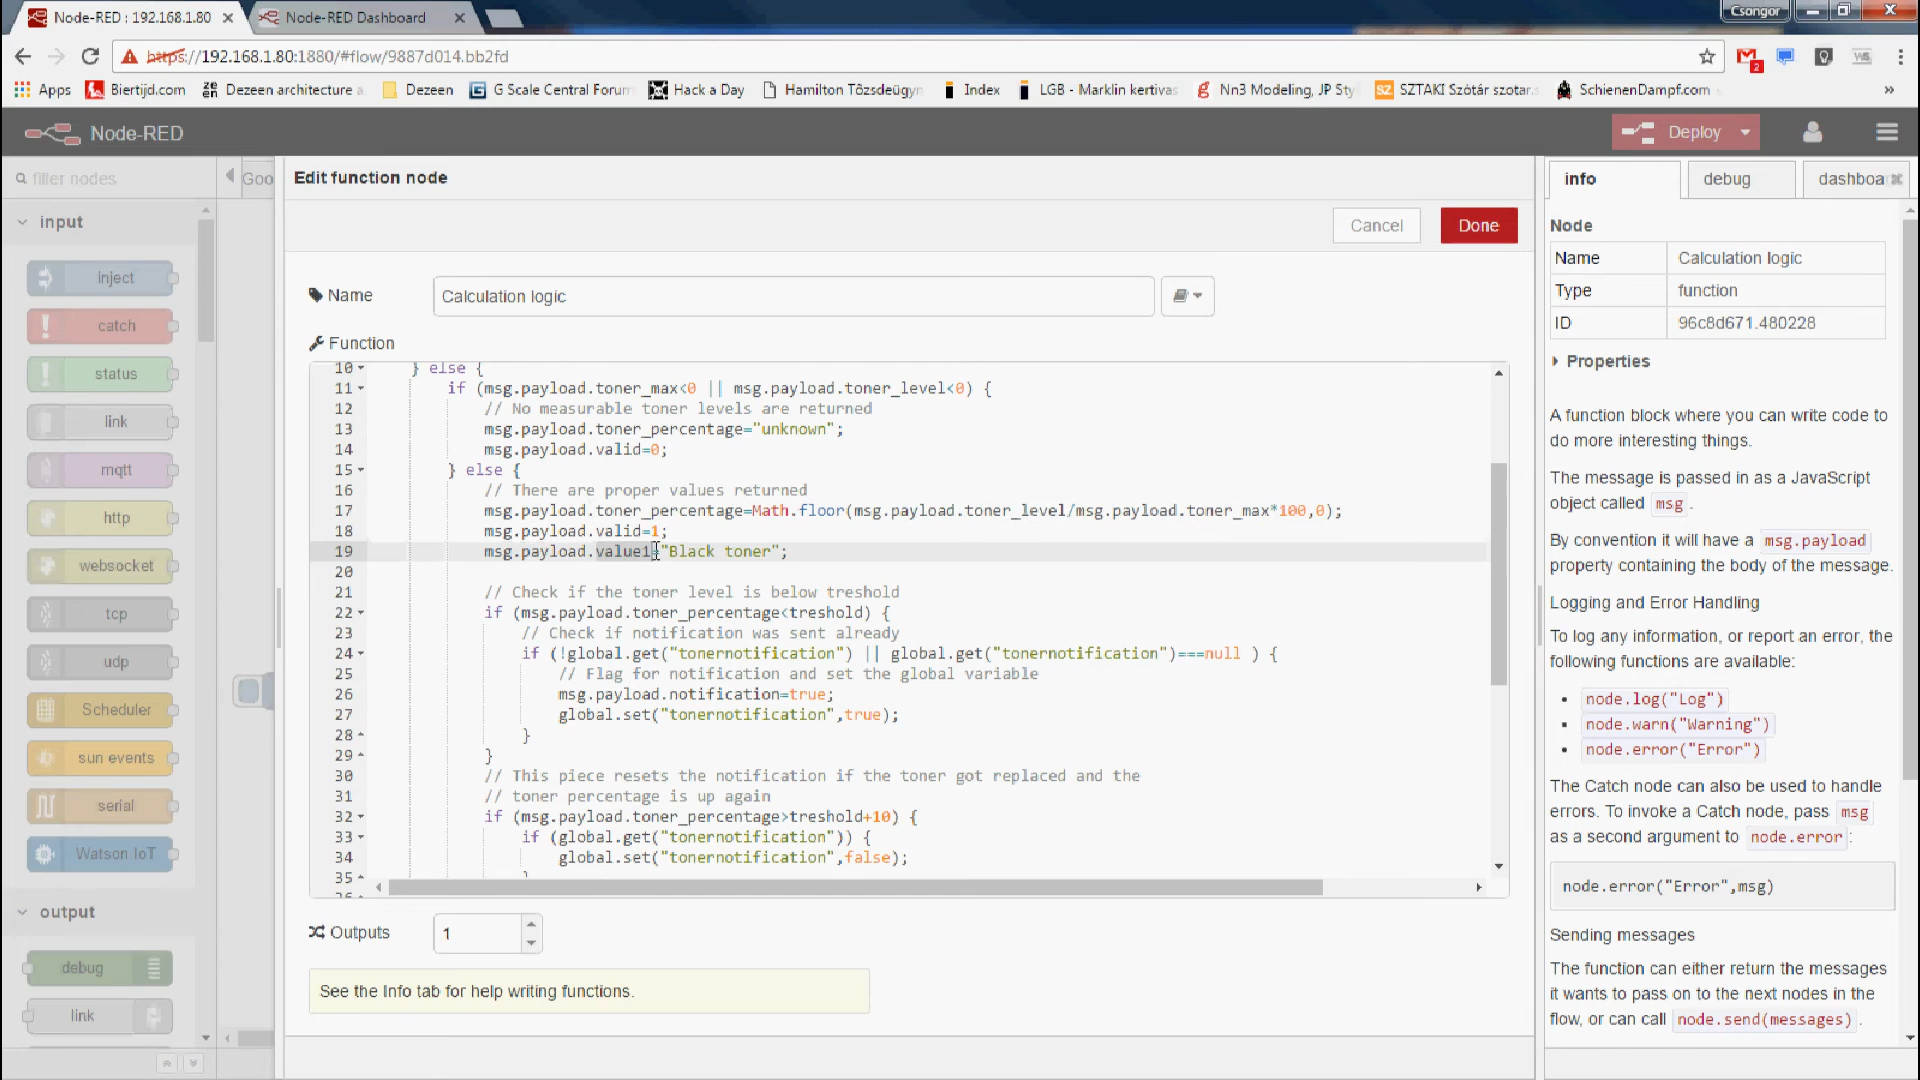 Node-RED : 192.168.1.80
Node-RED Dashboard
Csongor
https://192.168.1.80:1880/#flow/9887d014.bb2fd
2
Apps
Biertijd.com
Dezeen architecture a
Dezeen
G Scale Central Forum
Hack a Day
Hamilton Tőzsdeügyn
Index
LGB - Marklin kertivas
Nn3 Modeling, JP Sty
SZTAKI Szótár szotar.s
SchienenDampf.com
»
Node-RED
Deploy
filter nodes
Goo
Edit function node
info
debug
dashboa
input
Cancel
Done
Node
Name
Calculation logic
Type
function
ID
96c8d671.480228
inject
catch
status
link
mqtt
http
websocket
tcp
udp
Scheduler
sun events
serial
Watson IoT
output
debug
link
Name
Calculation logic
Function
10 } else {
11 if (msg.payload.toner_max<0 || msg.payload.toner_level<0) {
12 // No measurable toner levels are returned
13 msg.payload.toner_percentage="unknown";
14 msg.payload.valid=0;
15 } else {
16 // There are proper values returned
17 msg.payload.toner_percentage=Math.floor(msg.payload.toner_level/msg.payload.toner_max*100,0);
18 msg.payload.valid=1;
19 msg.payload.value1="Black toner";
20
21 // Check if the toner level is below treshold
22 if (msg.payload.toner_percentage<treshold) {
23 // Check if notification was sent already
24 if (!global.get("tonernotification") || global.get("tonernotification")===null ) {
25 // Flag for notification and set the global variable
26 msg.payload.notification=true;
27 global.set("tonernotification",true);
28 }
29 }
30 // This piece resets the notification if the toner got replaced and the
31 // toner percentage is up again
32 if (msg.payload.toner_percentage>treshold+10) {
33 if (global.get("tonernotification")) {
34 global.set("tonernotification",false);
35 }
Outputs
1
See the Info tab for help writing functions.
Properties
A function block where you can write code to
do more interesting things.
The message is passed in as a JavaScript
object called msg .
By convention it will have a msg.payload
property containing the body of the message.
Logging and Error Handling
To log any information, or report an error, the
following functions are available:
node.log("Log")
node.warn("Warning")
node.error("Error")
The Catch node can also be used to handle
errors. To invoke a Catch node, pass msg
as a second argument to node.error :
node.error("Error",msg)
Sending messages
The function can either return the messages
it wants to pass on to the next nodes in the
flow, or can call node.send(messages) .